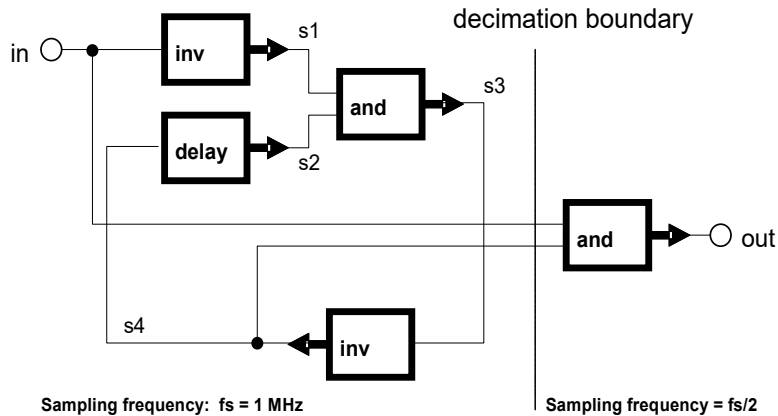 decimation boundary
in
inv
s1
and
s3
delay
s2
and
out
s4
inv
Sampling frequency: fs = 1 MHz
Sampling frequency = fs/2